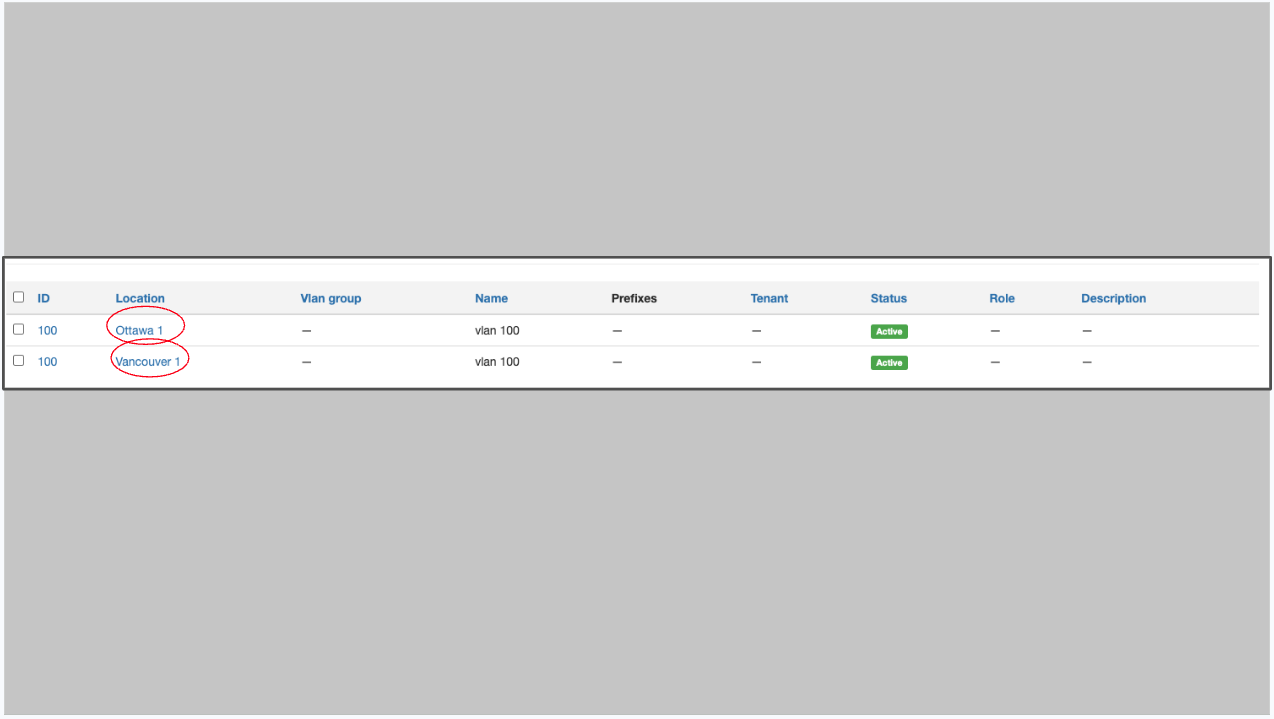 ID Location Vlan group Name Prefixes Tenant Status Role Description
100 Ottawa 1 — vlan 100 — — Active — —
100 Vancouver 1 — vlan 100 — — Active — —